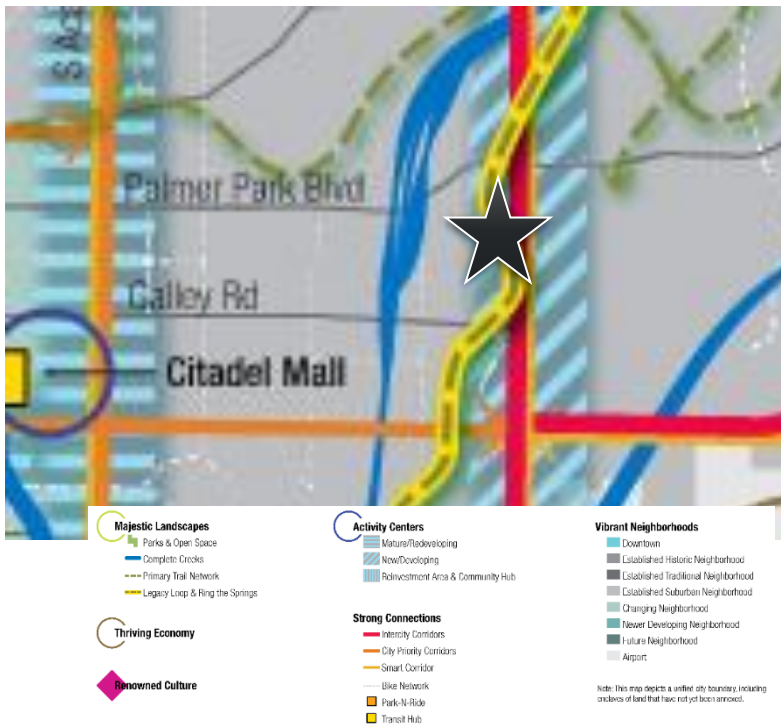 S Aca
Palmer Park Blvd
Galley Rd
Citadel Mall
Majestic Landscapes
Parks & Open Space
Complete Creeks
Primary Trail Network
Legacy Loop & Ring the Springs
Thriving Economy
Renowned Culture
Activity Centers
Mature/Redeveloping
New/Developing
Reinvestment Area & Community Hub
Strong Connections
Intercity Corridors
City Priority Corridors
Smart Corridor
Bike Network
Park-N-Ride
Transit Hub
Vibrant Neighborhoods
Downtown
Established Historic Neighborhood
Established Traditional Neighborhood
Established Suburban Neighborhood
Changing Neighborhood
Newer Developing Neighborhood
Future Neighborhood
Airport
Note: This map depicts a unified city boundary, including
enclaves of land that have not yet been annexed.